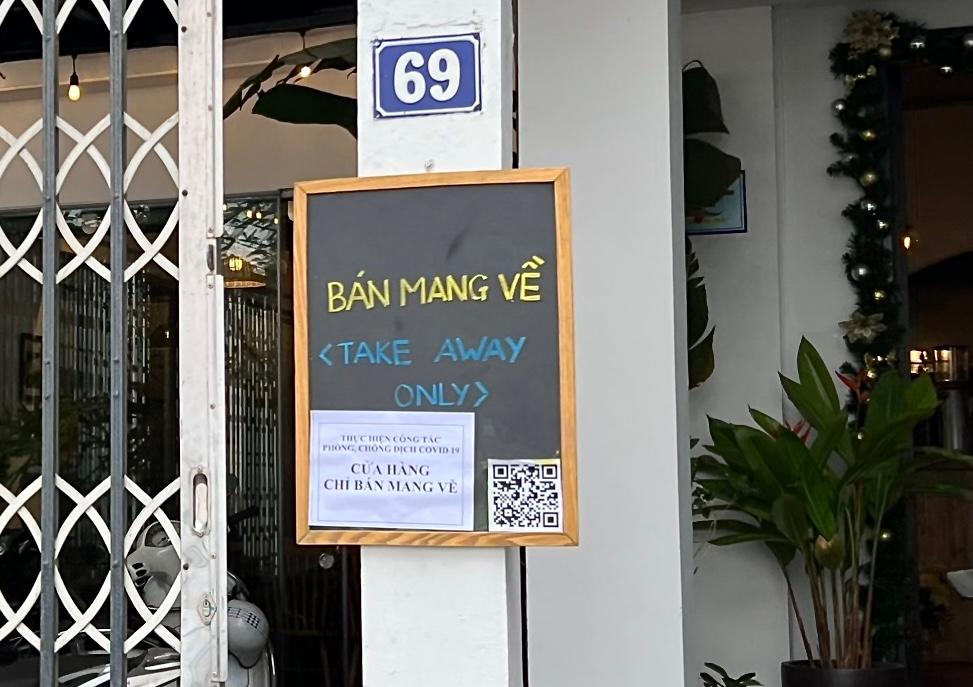 69
BÁN MANG VỀ
<TAKE AWAY
ONLY>
THỰC HIỆN CÔNG TÁC
PHÒNG, CHỐNG DỊCH COVID-19
CỬA HÀNG
CHỈ BÁN MANG VỀ